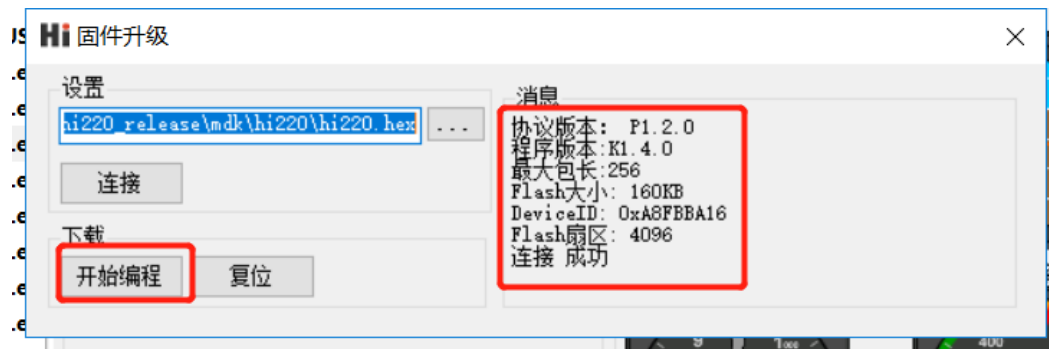 Hi 固件升级
设置
hi220_release\mdk\hi220\hi220.hex
...
连接
下载
开始编程
复位
消息
协议版本: P1.2.0
程序版本:K1.4.0
最大包长:256
Flash大小: 160KB
DeviceID: 0xA8FBBA16
Flash扇区: 4096
连接 成功
9
400